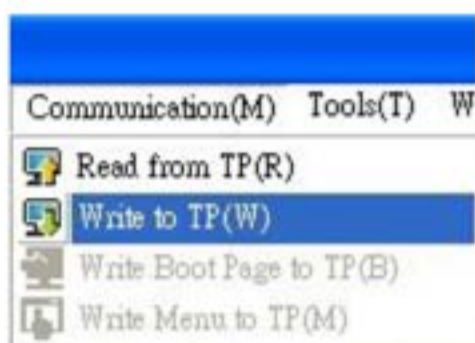 Communication(M) Tools(T) W
Read from TP(R)
Write to TP(W)
Write Boot Page to TP(B)
Write Menu to TP(M)